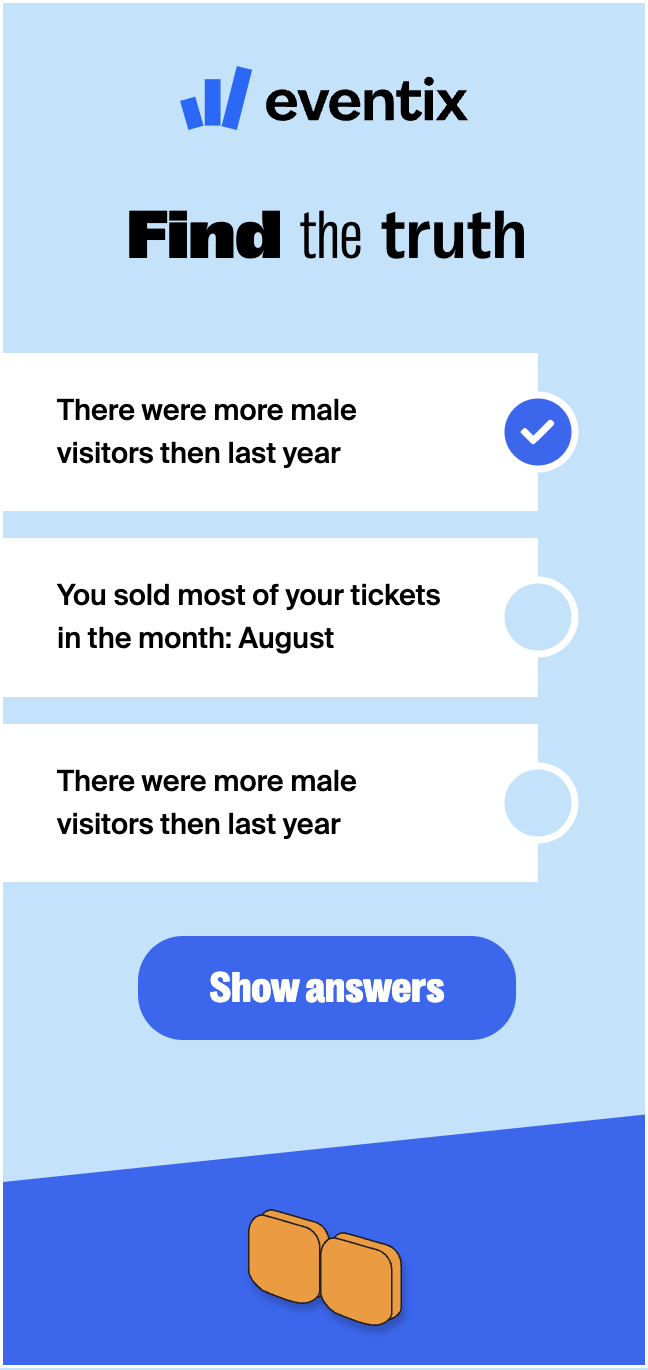 eventix
Find the truth
There were more male
visitors then last year
You sold most of your tickets
in the month: August
There were more male
visitors then last year
Show answers